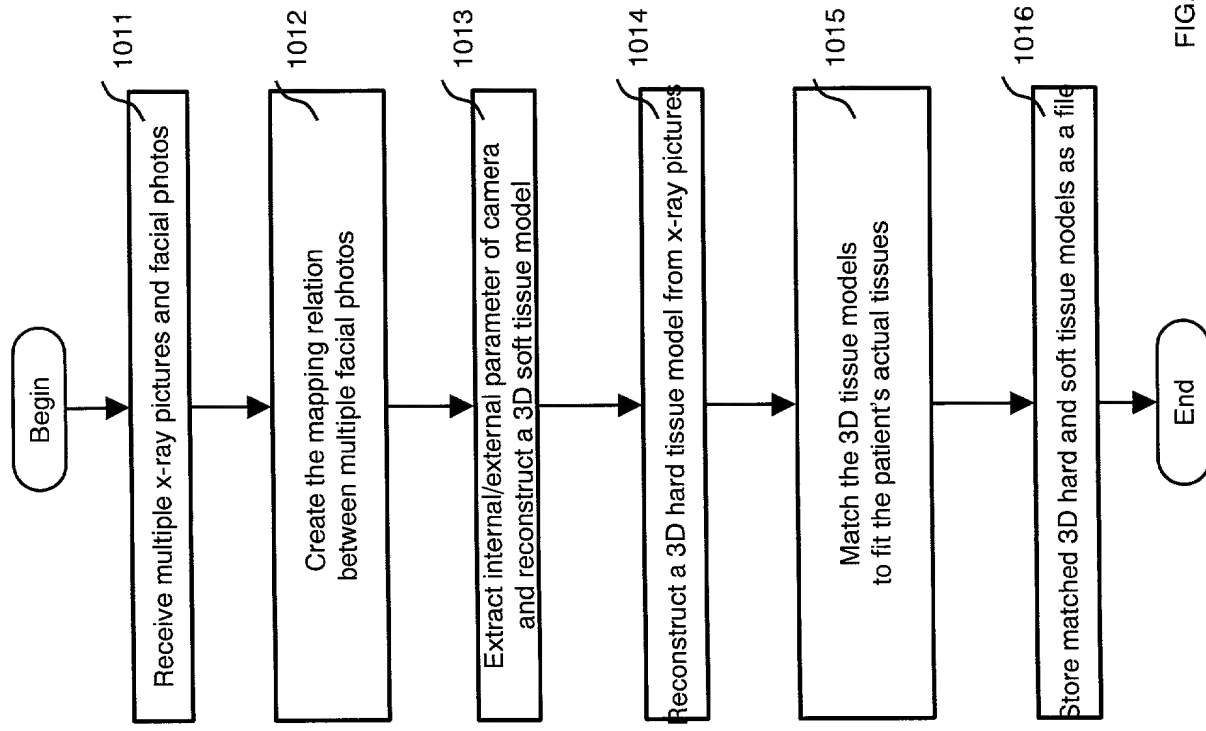 Begin
1011
Receive multiple x-ray pictures and facial photos
1012
Create the mapping relation
between multiple facial photos
1013
Extract internal/external parameter of camera
and reconstruct a 3D soft tissue model
1014
Reconstruct a 3D hard tissue model from x-ray pictures
1015
Match the 3D tissue models
to fit the patient's actual tissues
1016
Store matched 3D hard and soft tissue models as a file
End
FIG.